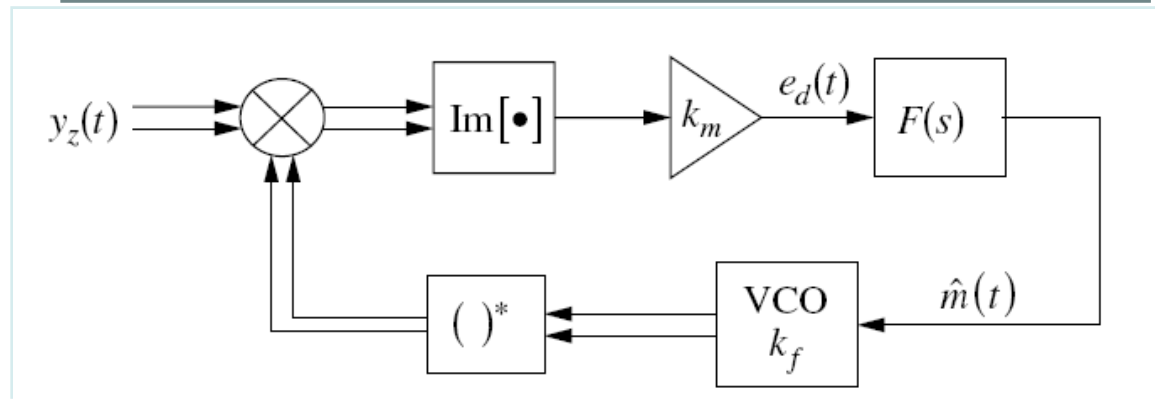 y_z(t)
Im[•]
k_m
e_d(t)
F(s)
( )*
VCO
k_f
m̂(t)